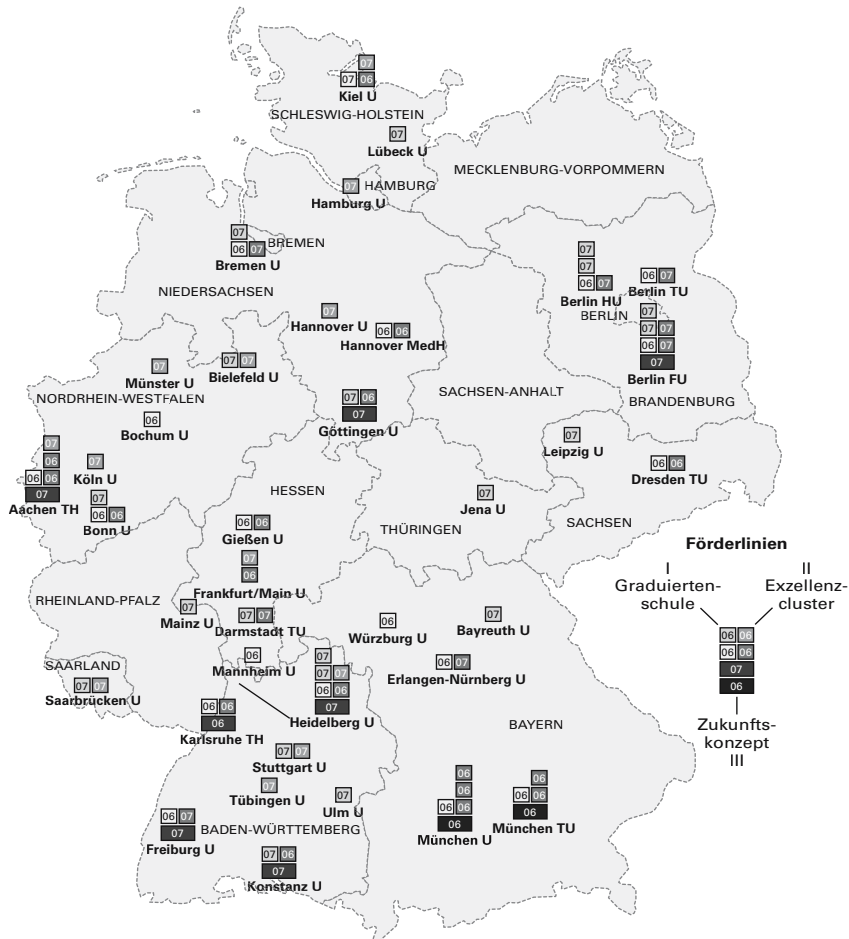 07
07 06
Kiel U
SCHLESWIG-HOLSTEIN
07
Lübeck U
MECKLENBURG-VORPOMMERN
07 HAMBURG
Hamburg U
07
06 07 BREMEN
Bremen U
NIEDERSACHSEN
07
07
06 07
Berlin HU
06 07
Berlin TU
BERLIN
07
07 07
06 07
07
Berlin FU
BRANDENBURG
07
Hannover U
06 06
Hannover MedH
07
Münster U
07 07
Bielefeld U
NORDRHEIN-WESTFALEN
06
Bochum U
07 06
07
Göttingen U
SACHSEN-ANHALT
07
Leipzig U
06 06
Dresden TU
07
06
06 06
07
Aachen TH
07
Köln U
07
06 06
Bonn U
HESSEN
07
Jena U
THÜRINGEN
SACHSEN
06 06
Gießen U
07
06
Frankfurt/Main U
RHEINLAND-PFALZ
07
Mainz U
07 07
Darmstadt TU
06
Würzburg U
07
Bayreuth U
06
Mannheim U
06 07
Erlangen-Nürnberg U
SAARLAND
07 07
Saarbrücken U
07
07 07
06 06
07
Heidelberg U
06 06
06
Karlsruhe TH
BAYERN
07 07
Stuttgart U
07
Tübingen U
07
Ulm U
06
06
06 06
06
München U
06
06 06
06
München TU
06 07
07
Freiburg U
BADEN-WÜRTTEMBERG
07 06
07
Konstanz U
Förderlinien
I
Graduierten-
schule
II
Exzellenz-
cluster
06 06
06 06
07
06
Zukunfts-
konzept
III